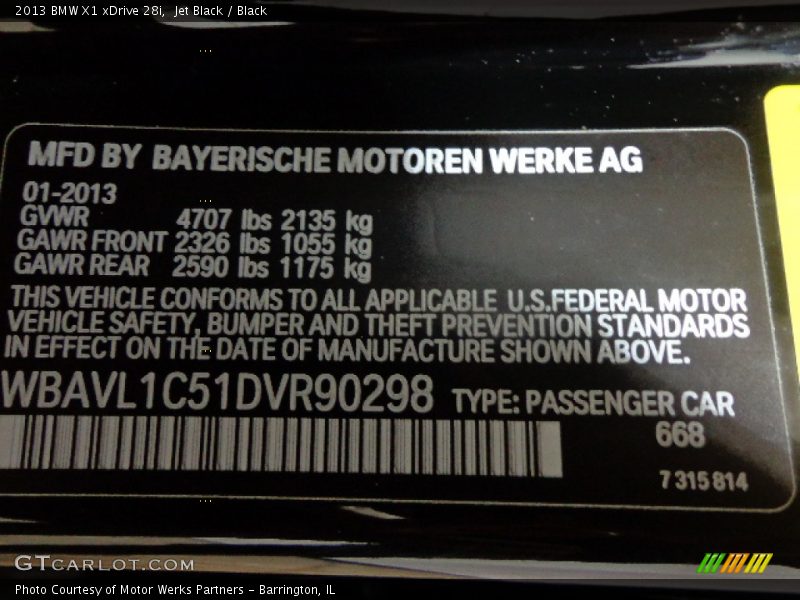 2013 BMW X1 xDrive 28i,  Jet Black / Black
MFD BY BAYERISCHE MOTOREN WERKE AG
01-2013
GVWR 4707 lbs 2135 kg
GAWR FRONT 2326 lbs 1055 kg
GAWR REAR 2590 lbs 1175 kg
THIS VEHICLE CONFORMS TO ALL APPLICABLE U.S.FEDERAL MOTOR
VEHICLE SAFETY, BUMPER AND THEFT PREVENTION STANDARDS
IN EFFECT ON THE DATE OF MANUFACTURE SHOWN ABOVE.
WBAVL1C51DVR90298 TYPE: PASSENGER CAR
668
7 315 814
GTCARLOT.COM
Photo Courtesy of Motor Werks Partners - Barrington, IL